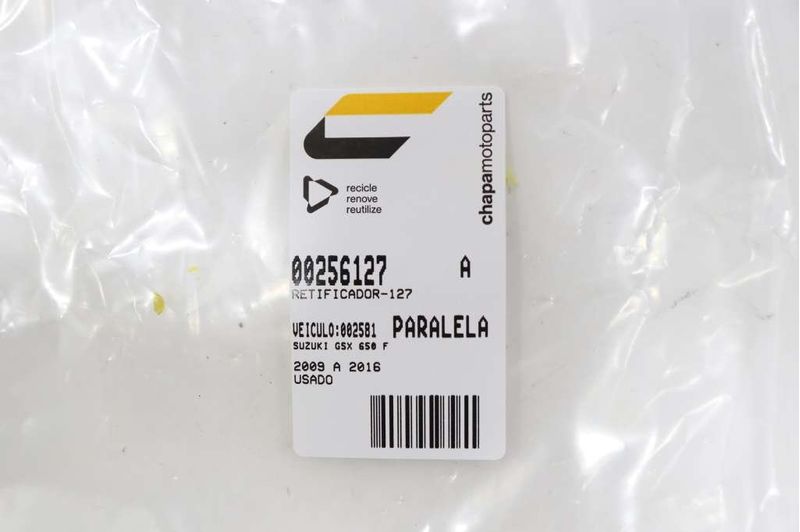 chapamotoparts
recicle
renove
reutilize
00256127 A
RETIFICADOR-127
VEICULO:002581 PARALELA
SUZUKI GSX 650 F
2009 A 2016
USADO